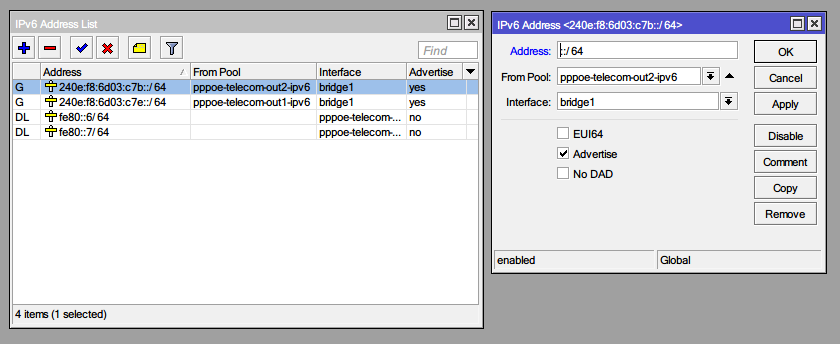 IPv6 Address List
Find
Address / From Pool Interface Advertise
G 240e:f8:6d03:c7b::/64 pppoe-telecom-out2-ipv6 bridge1 yes
G 240e:f8:6d03:c7e::/64 pppoe-telecom-out1-ipv6 bridge1 yes
DL fe80::6/64 pppoe-telecom-... no
DL fe80::7/64 pppoe-telecom-... no
4 items (1 selected)
IPv6 Address <240e:f8:6d03:c7b::/64>
Address: ::/64
From Pool: pppoe-telecom-out2-ipv6
Interface: bridge1
EUI64
Advertise
No DAD
OK
Cancel
Apply
Disable
Comment
Copy
Remove
enabled
Global